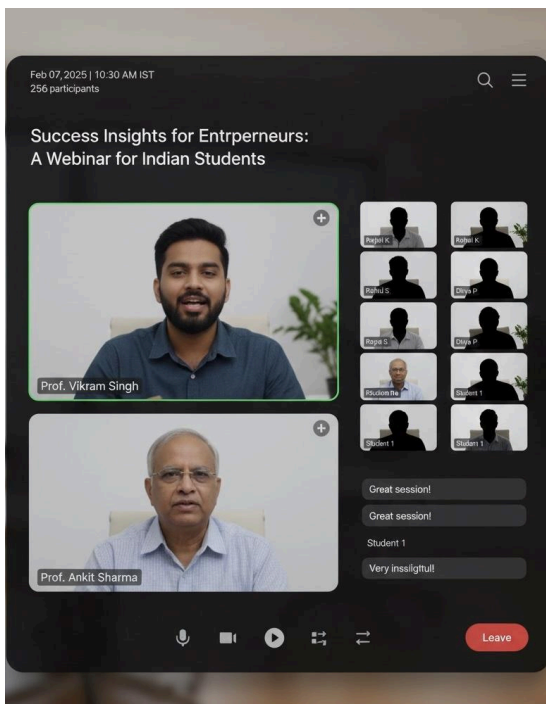 Feb 07, 2025 | 10:30 AM IST
256 participants
Success Insights for Entrperneurs:
A Webinar for Indian Students
Prof. Vikram Singh
Rohul K
Rohul S
Divya P
Divya P
Student 1
Student 1
Student 1
Great session!
Great session!
Student 1
Very inssilgttul!
Prof. Ankit Sharma
Leave